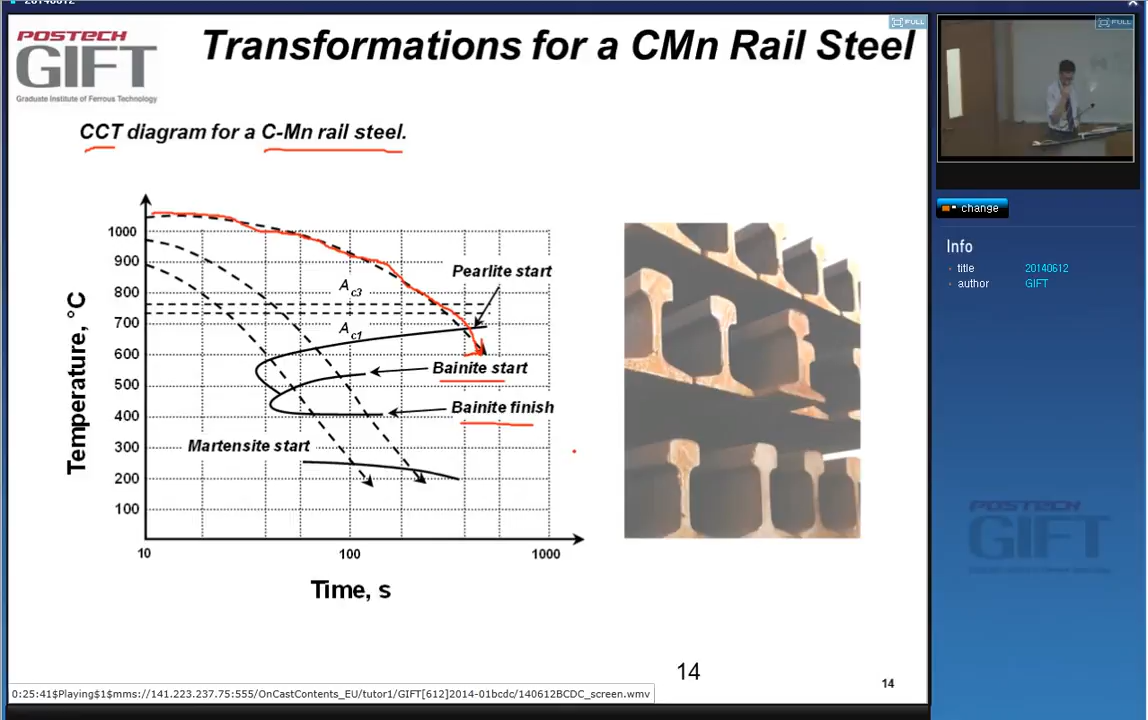 20140612
POSTECH
GIFT
Graduate Institute of Ferrous Technology
Transformations for a CMn Rail Steel
FULL
FULL
CCT diagram for a C-Mn rail steel.
1000
900
800
700
600
500
400
300
200
100
Temperature, °C
Ac3
Ac1
Pearlite start
Bainite start
Bainite finish
Martensite start
10
100
1000
Time, s
14
14
0:25:41$Playing$1$mms://141.223.237.75:555/OnCastContents_EU/tutor1/GIFT[612]2014-01bcdc/140612BCDC_screen.wmv
change
Info
title 20140612
author GIFT
POSTECH
GIFT